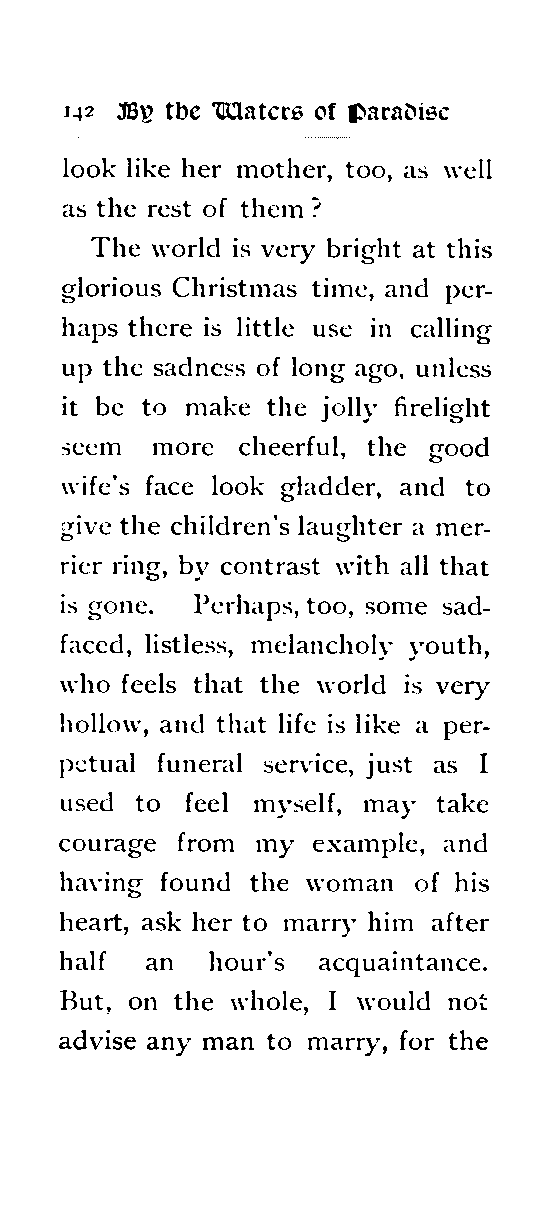 142 By the Waters of Paradise
look like her mother, too, as well
as the rest of them?
The world is very bright at this
glorious Christmas time, and per-
haps there is little use in calling
up the sadness of long ago, unless
it be to make the jolly firelight
seem more cheerful, the good
wife's face look gladder, and to
give the children's laughter a mer-
rier ring, by contrast with all that
is gone. Perhaps, too, some sad-
faced, listless, melancholy youth,
who feels that the world is very
hollow, and that life is like a per-
petual funeral service, just as I
used to feel myself, may take
courage from my example, and
having found the woman of his
heart, ask her to marry him after
half an hour's acquaintance.
But, on the whole, I would not
advise any man to marry, for the